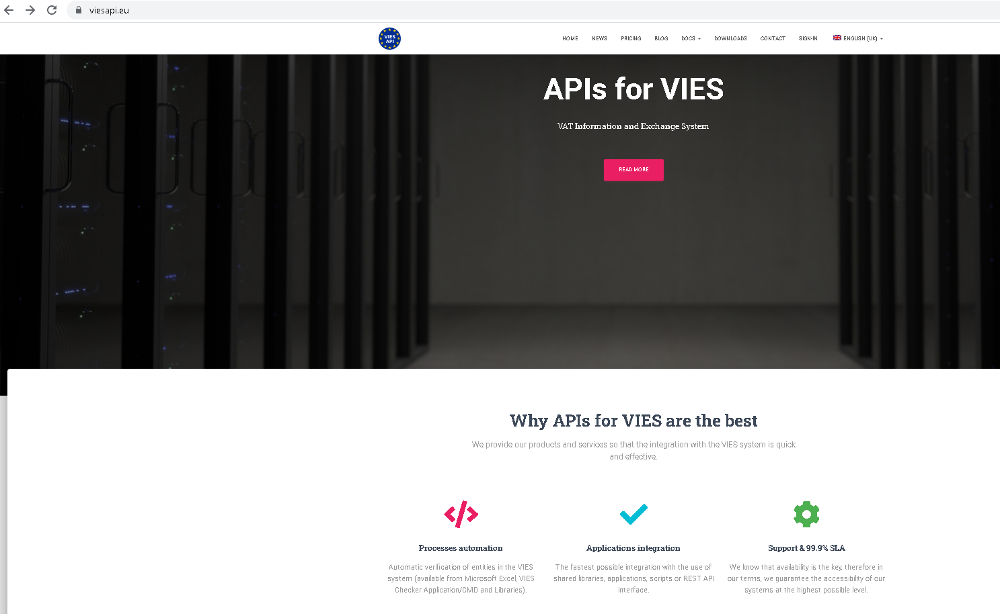 viesapi.eu
VIES
API
HOME NEWS PRICING BLOG DOCS DOWNLOADS CONTACT SIGN-IN ENGLISH (UK)
APIs for VIES
VAT Information and Exchange System
READ MORE
Why APIs for VIES are the best
We provide our products and services so that the integration with the VIES system is quick
and effective.
Processes automation
Automatic verification of entities in the VIES
system (available from Microsoft Excel, VIES
Checker Application/CMD and Libraries).
Applications integration
The fastest possible integration with the use of
shared libraries, applications, scripts or REST API
interface.
Support & 99.9% SLA
We know that availability is the key, therefore in
our terms, we guarantee the accessibility of our
systems at the highest possible level.